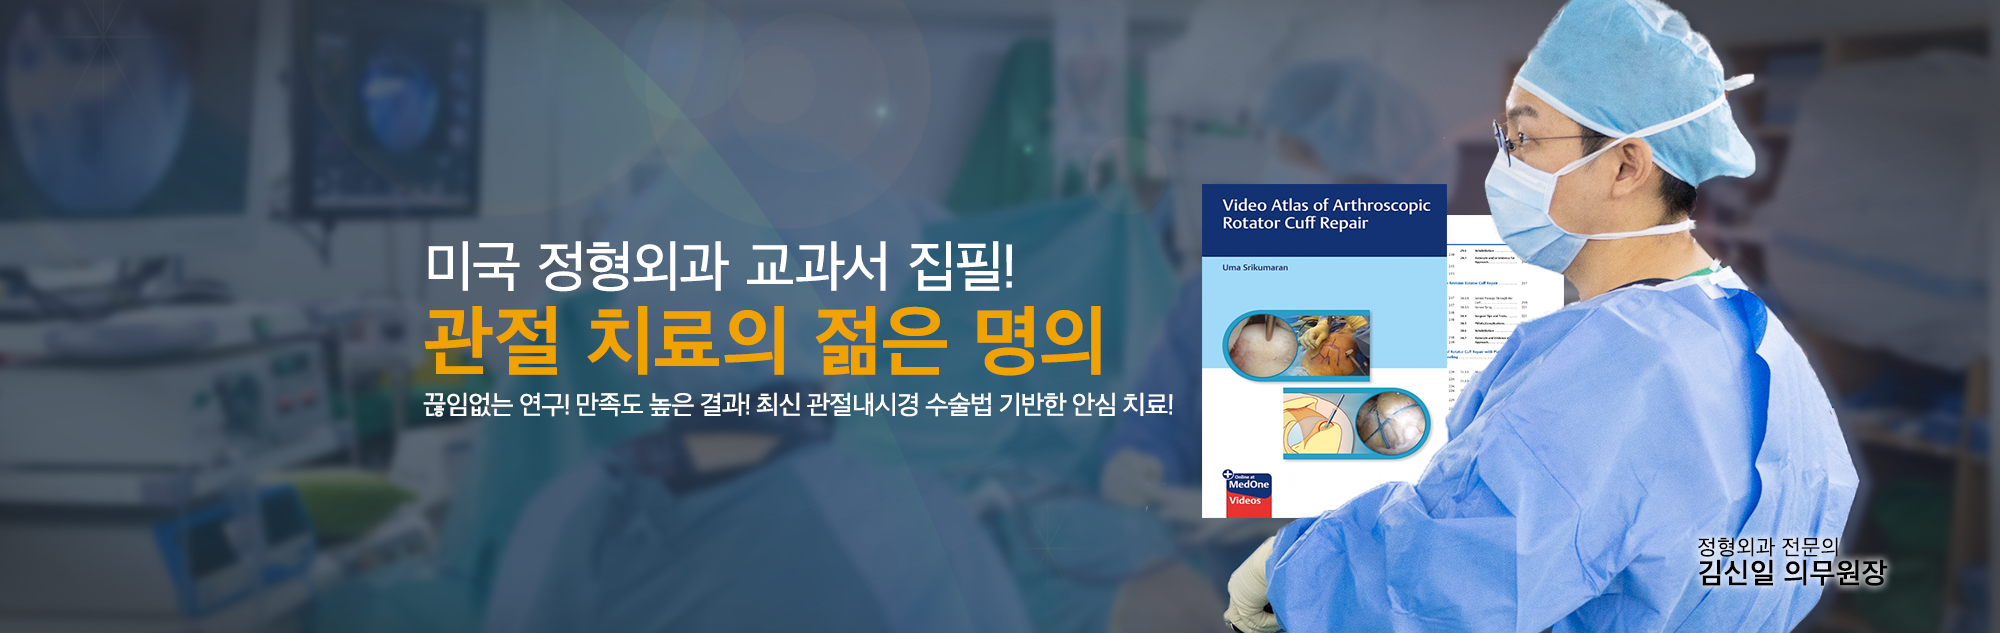 미국 정형외과 교과서 집필!
관절 치료의 젊은 명의
끊임없는 연구! 만족도 높은 결과! 최신 관절내시경 수술법 기반한 안심 치료!
Video Atlas of Arthroscopic
Rotator Cuff Repair
Uma Srikumaran
Online at
MedOne
Videos
정형외과 전문의
김신일 의무원장